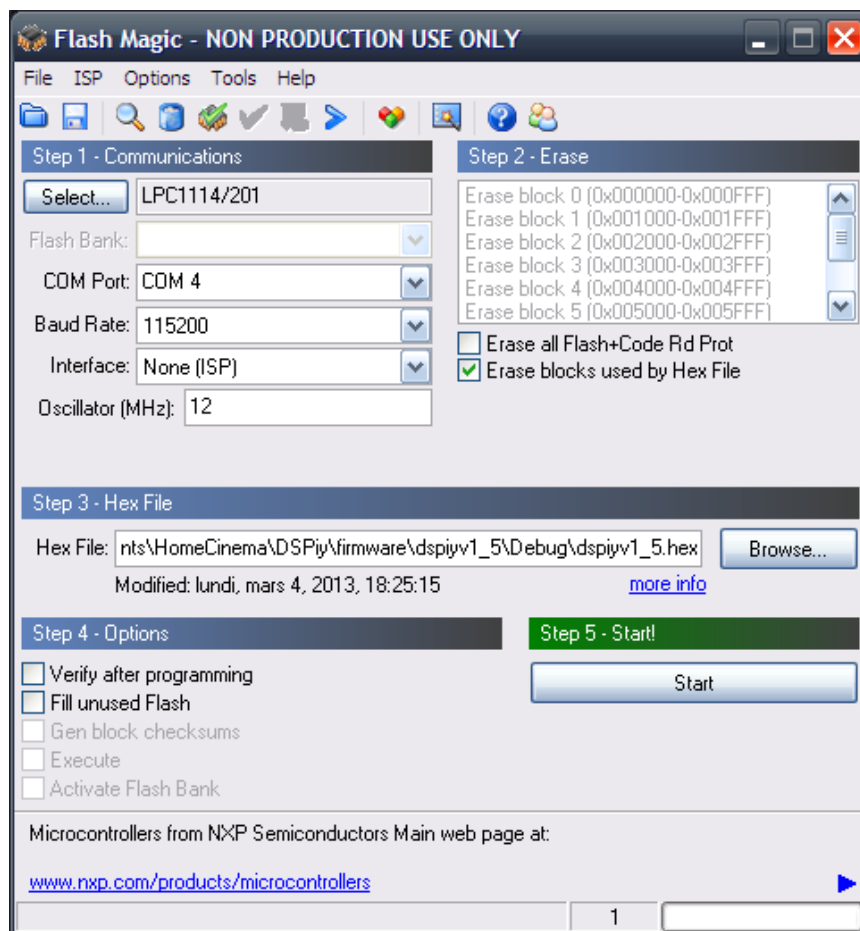 Flash Magic - NON PRODUCTION USE ONLY
File ISP Options Tools Help
Step 1 - Communications
Select... LPC1114/201
Flash Bank:
COM Port: COM 4
Baud Rate: 115200
Interface: None (ISP)
Oscillator (MHz): 12
Step 2 - Erase
Erase block 0 (0x000000-0x000FFF)
Erase block 1 (0x001000-0x001FFF)
Erase block 2 (0x002000-0x002FFF)
Erase block 3 (0x003000-0x003FFF)
Erase block 4 (0x004000-0x004FFF)
Erase block 5 (0x005000-0x005FFF)
Erase all Flash+Code Rd Prot
Erase blocks used by Hex File
Step 3 - Hex File
Hex File: nts\HomeCinema\DSPiy\firmware\dspiyv1_5\Debug\dspiyv1_5.hex Browse...
Modified: lundi, mars 4, 2013, 18:25:15 more info
Step 4 - Options
Verify after programming
Fill unused Flash
Gen block checksums
Execute
Activate Flash Bank
Step 5 - Start!
Start
Microcontrollers from NXP Semiconductors Main web page at:
www.nxp.com/products/microcontrollers
1